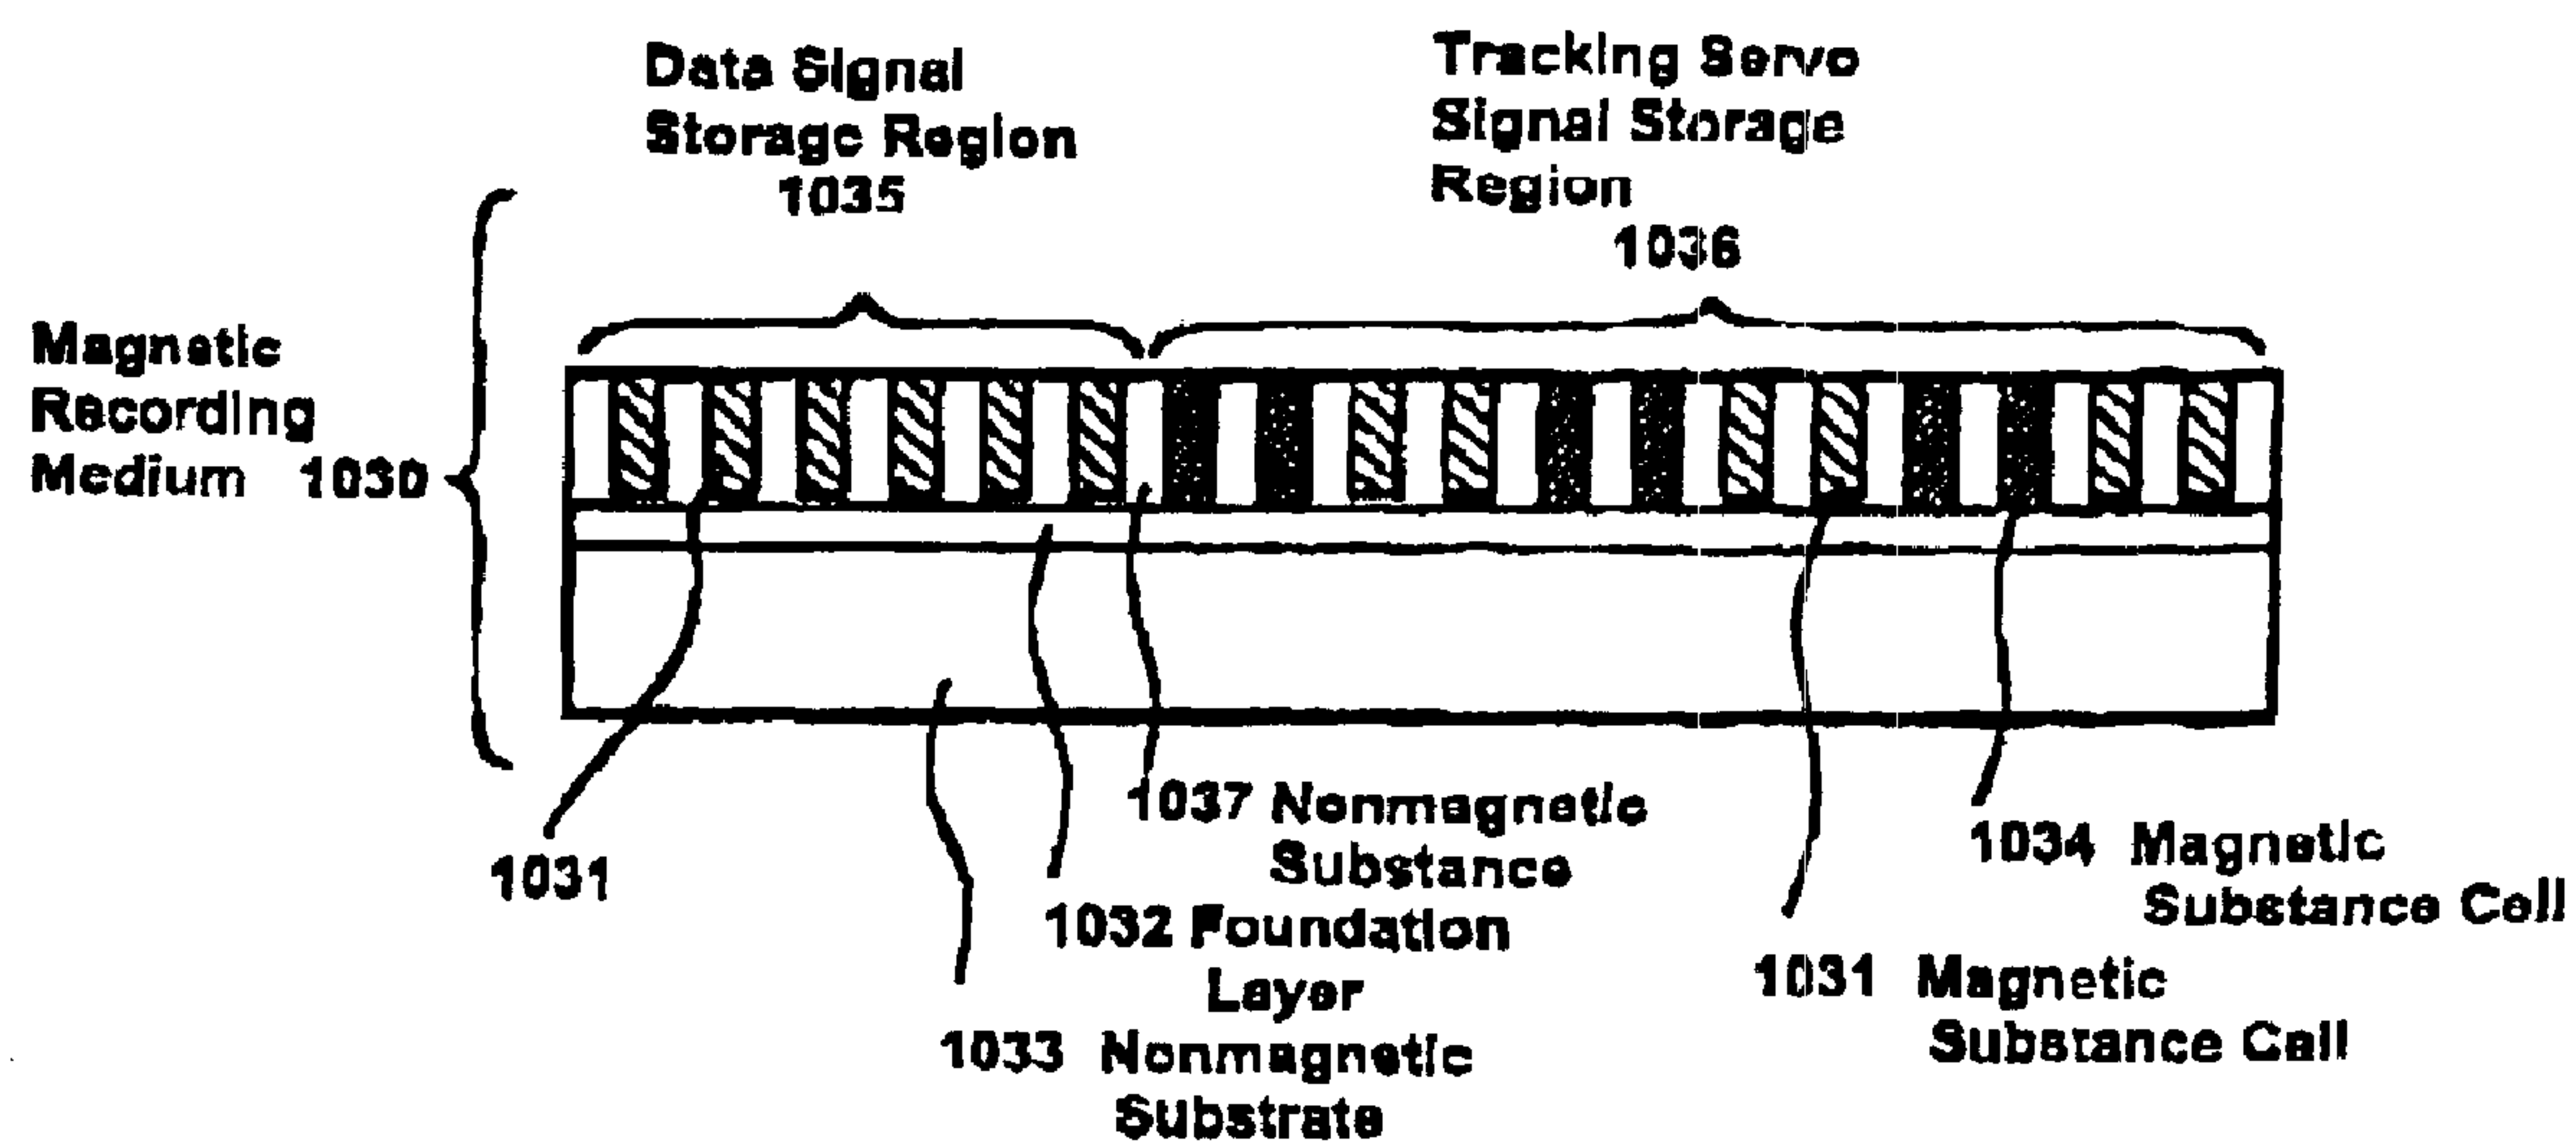 Data Signal
Storage Region
1035
Tracking Servo
Signal Storage
Region
1036
Magnetic
Recording
Medium 1030
1031
1037 Nonmagnetic
Substance
1032 Foundation
Layer
1033 Nonmagnetic
Substrate
1034 Magnetic
Substance Cell
1031 Magnetic
Substance Cell